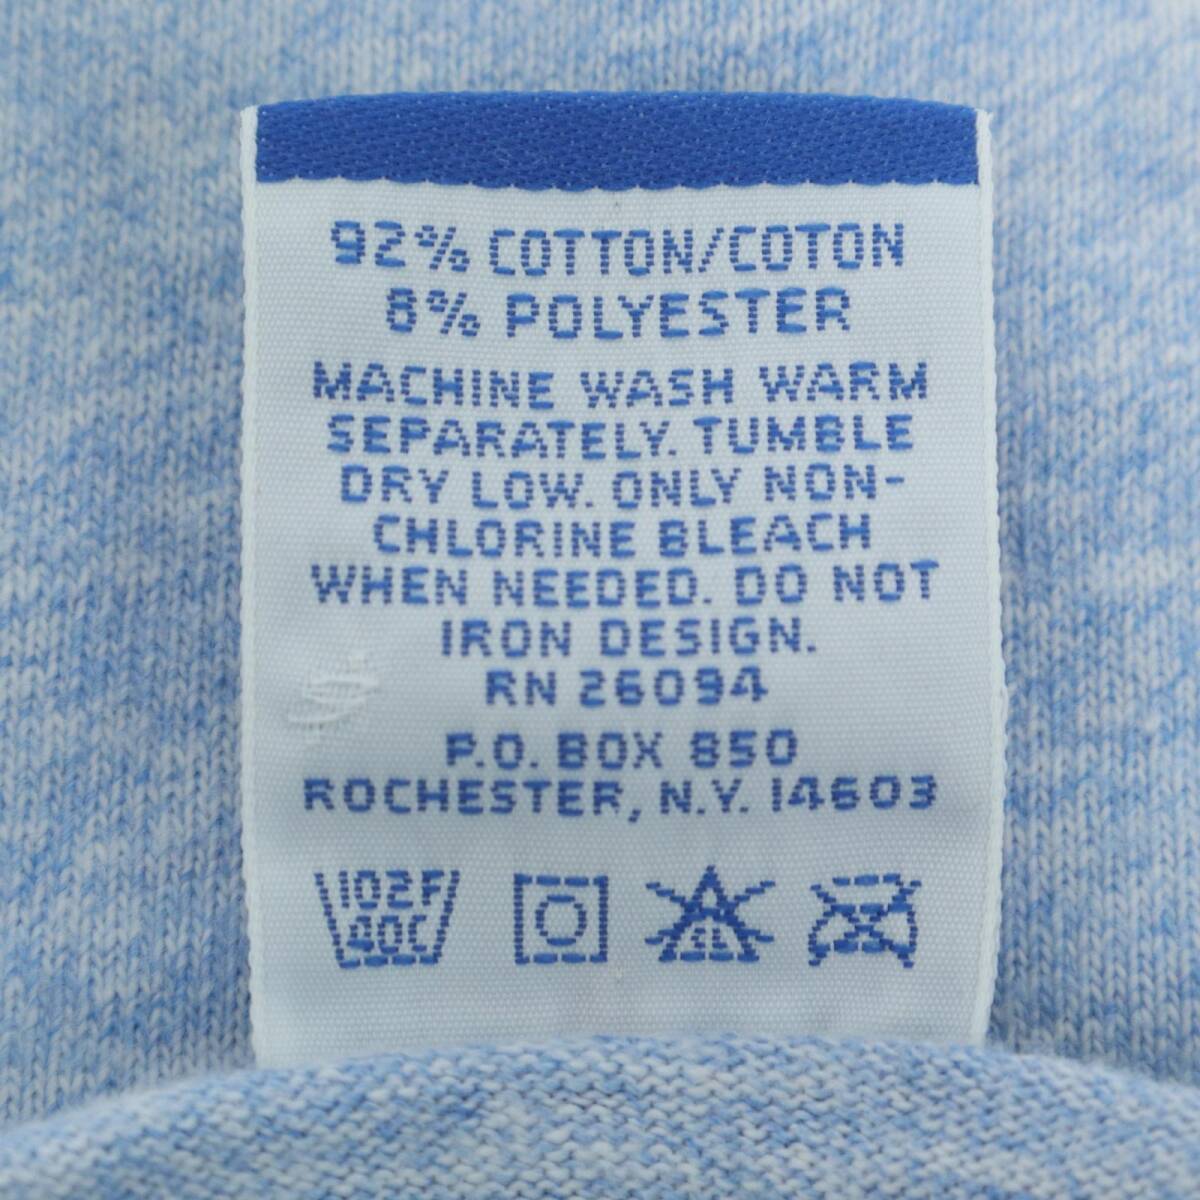 92% COTTON/COTON
8% POLYESTER
MACHINE WASH WARM
SEPARATELY. TUMBLE
DRY LOW. ONLY NON-
CHLORINE BLEACH
WHEN NEEDED. DO NOT
IRON DESIGN.
RN 26094
P.O. BOX 850
ROCHESTER, N.Y. 14603
102F
40C
CL